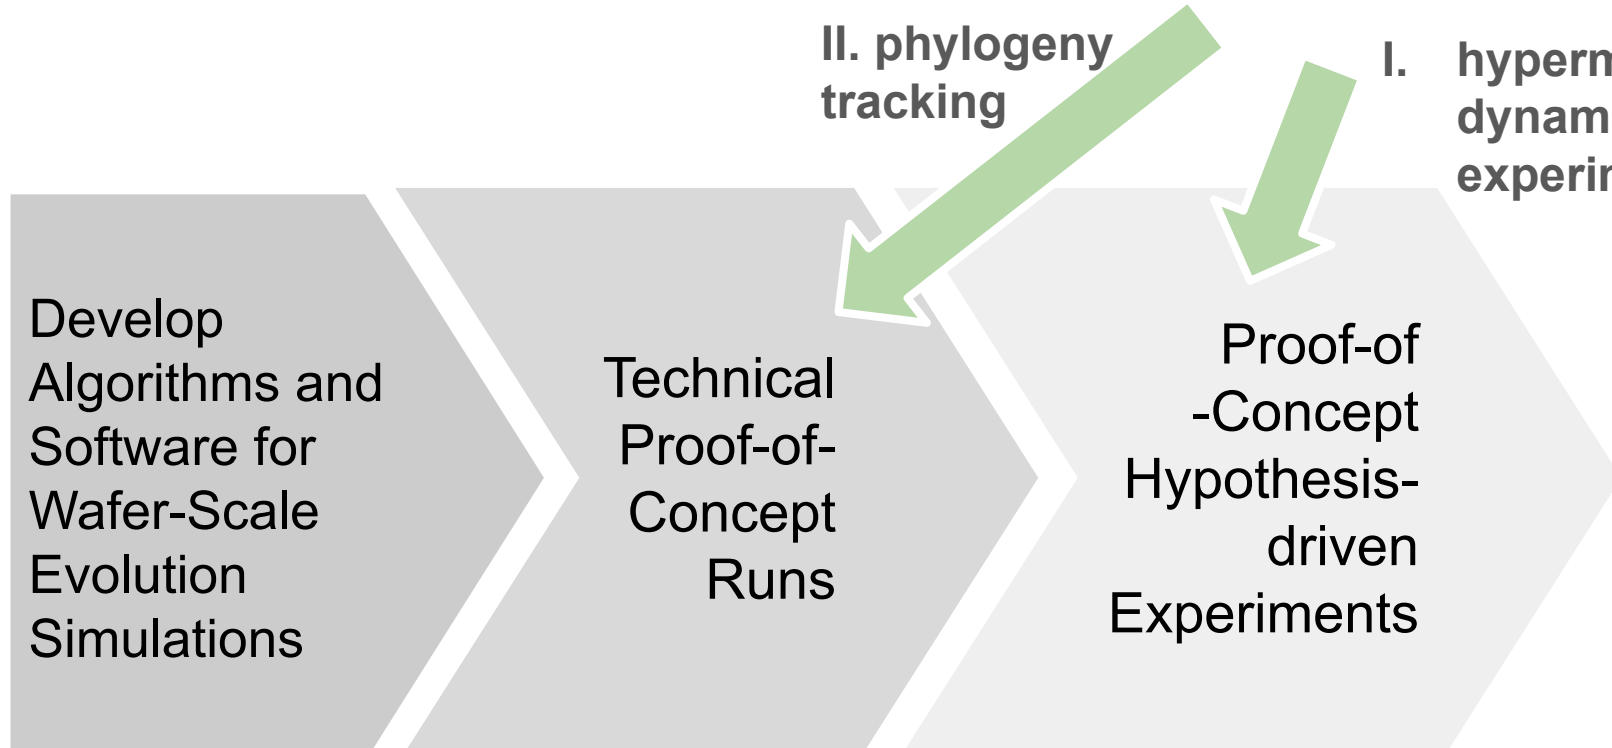 II. phylogeny
tracking
I.
Develop
Algorithms and
Software for
Wafer-Scale
Evolution
Simulations
Technical
Proof-of-
Concept
Runs
Proof-of
-Concept
Hypothesis-
driven
Experiments